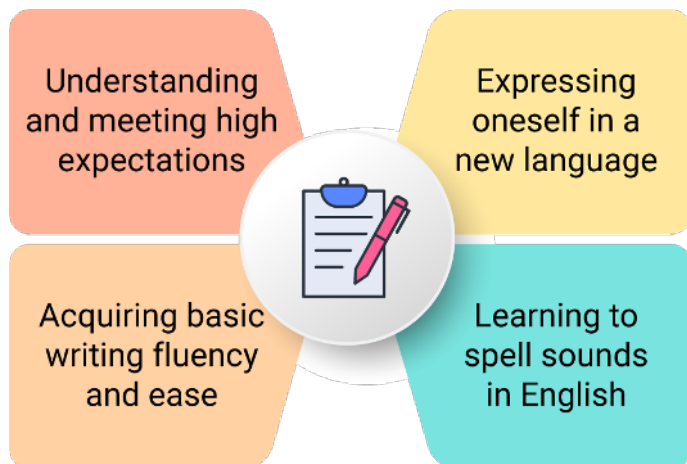 Understanding
and meeting high
expectations
Expressing
oneself in a
new language
Acquiring basic
writing fluency
and ease
Learning to
spell sounds
in English